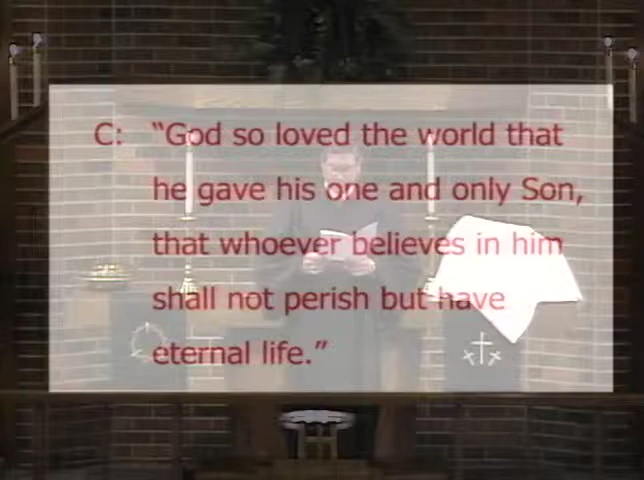 C: “God so loved the world that
he gave his one and only Son,
that whoever believes in him
shall not perish but have
eternal life.”